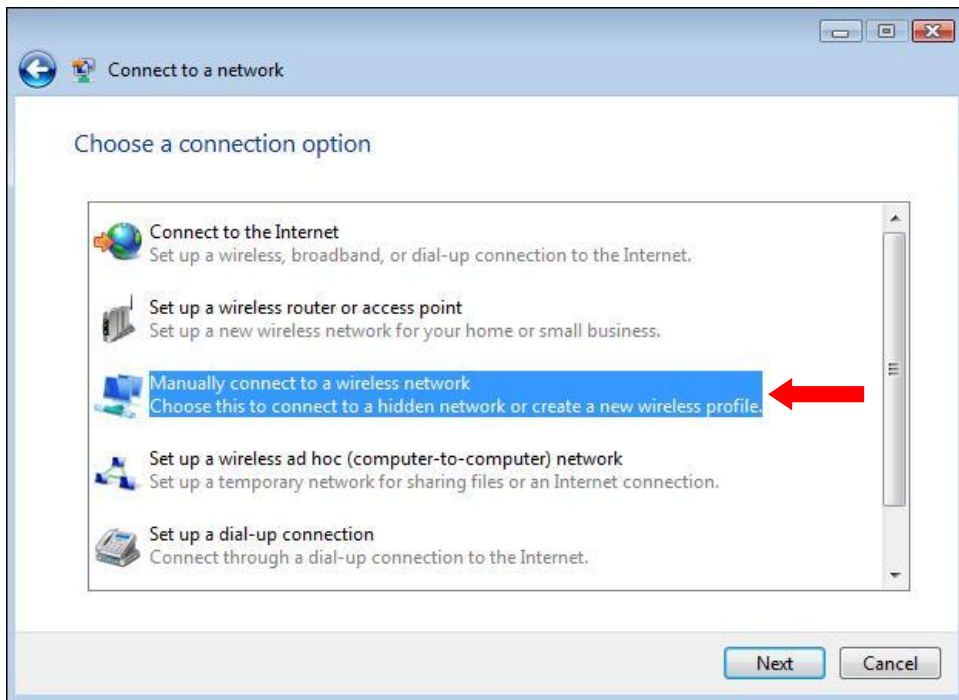 Connect to a network
Choose a connection option
Connect to the Internet
Set up a wireless, broadband, or dial-up connection to the Internet.
Set up a wireless router or access point
Set up a new wireless network for your home or small business.
Manually connect to a wireless network
Choose this to connect to a hidden network or create a new wireless profile.
Set up a wireless ad hoc (computer-to-computer) network
Set up a temporary network for sharing files or an Internet connection.
Set up a dial-up connection
Connect through a dial-up connection to the Internet.
Next Cancel